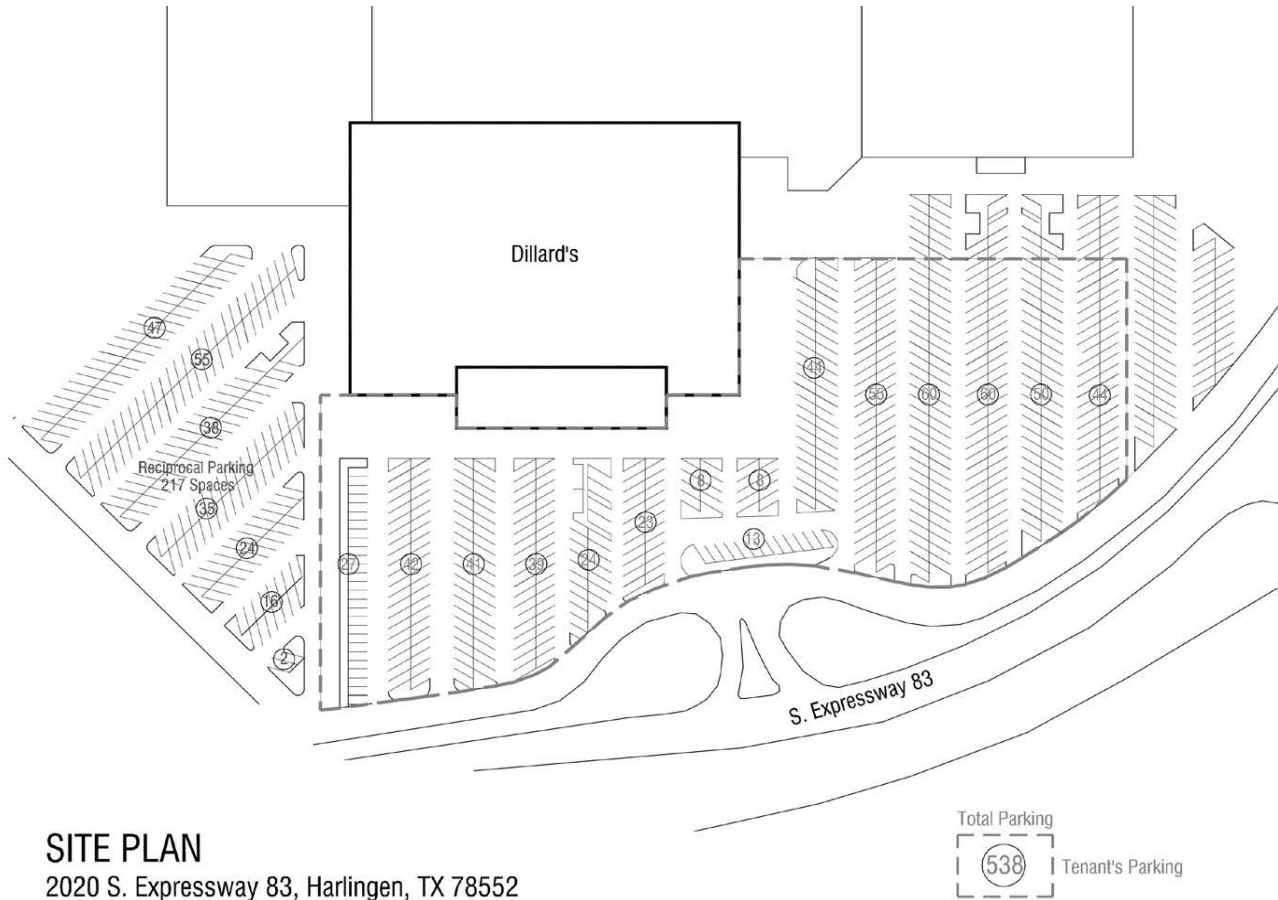 Dillard's
47
55
38
Reciprocal Parking
217 Spaces
35
24
16
2
44
55
60
60
50
44
8
8
23
13
27
42
41
39
24
S. Expressway 83
SITE PLAN
2020 S. Expressway 83, Harlingen, TX 78552
Total Parking
538
Tenant's Parking